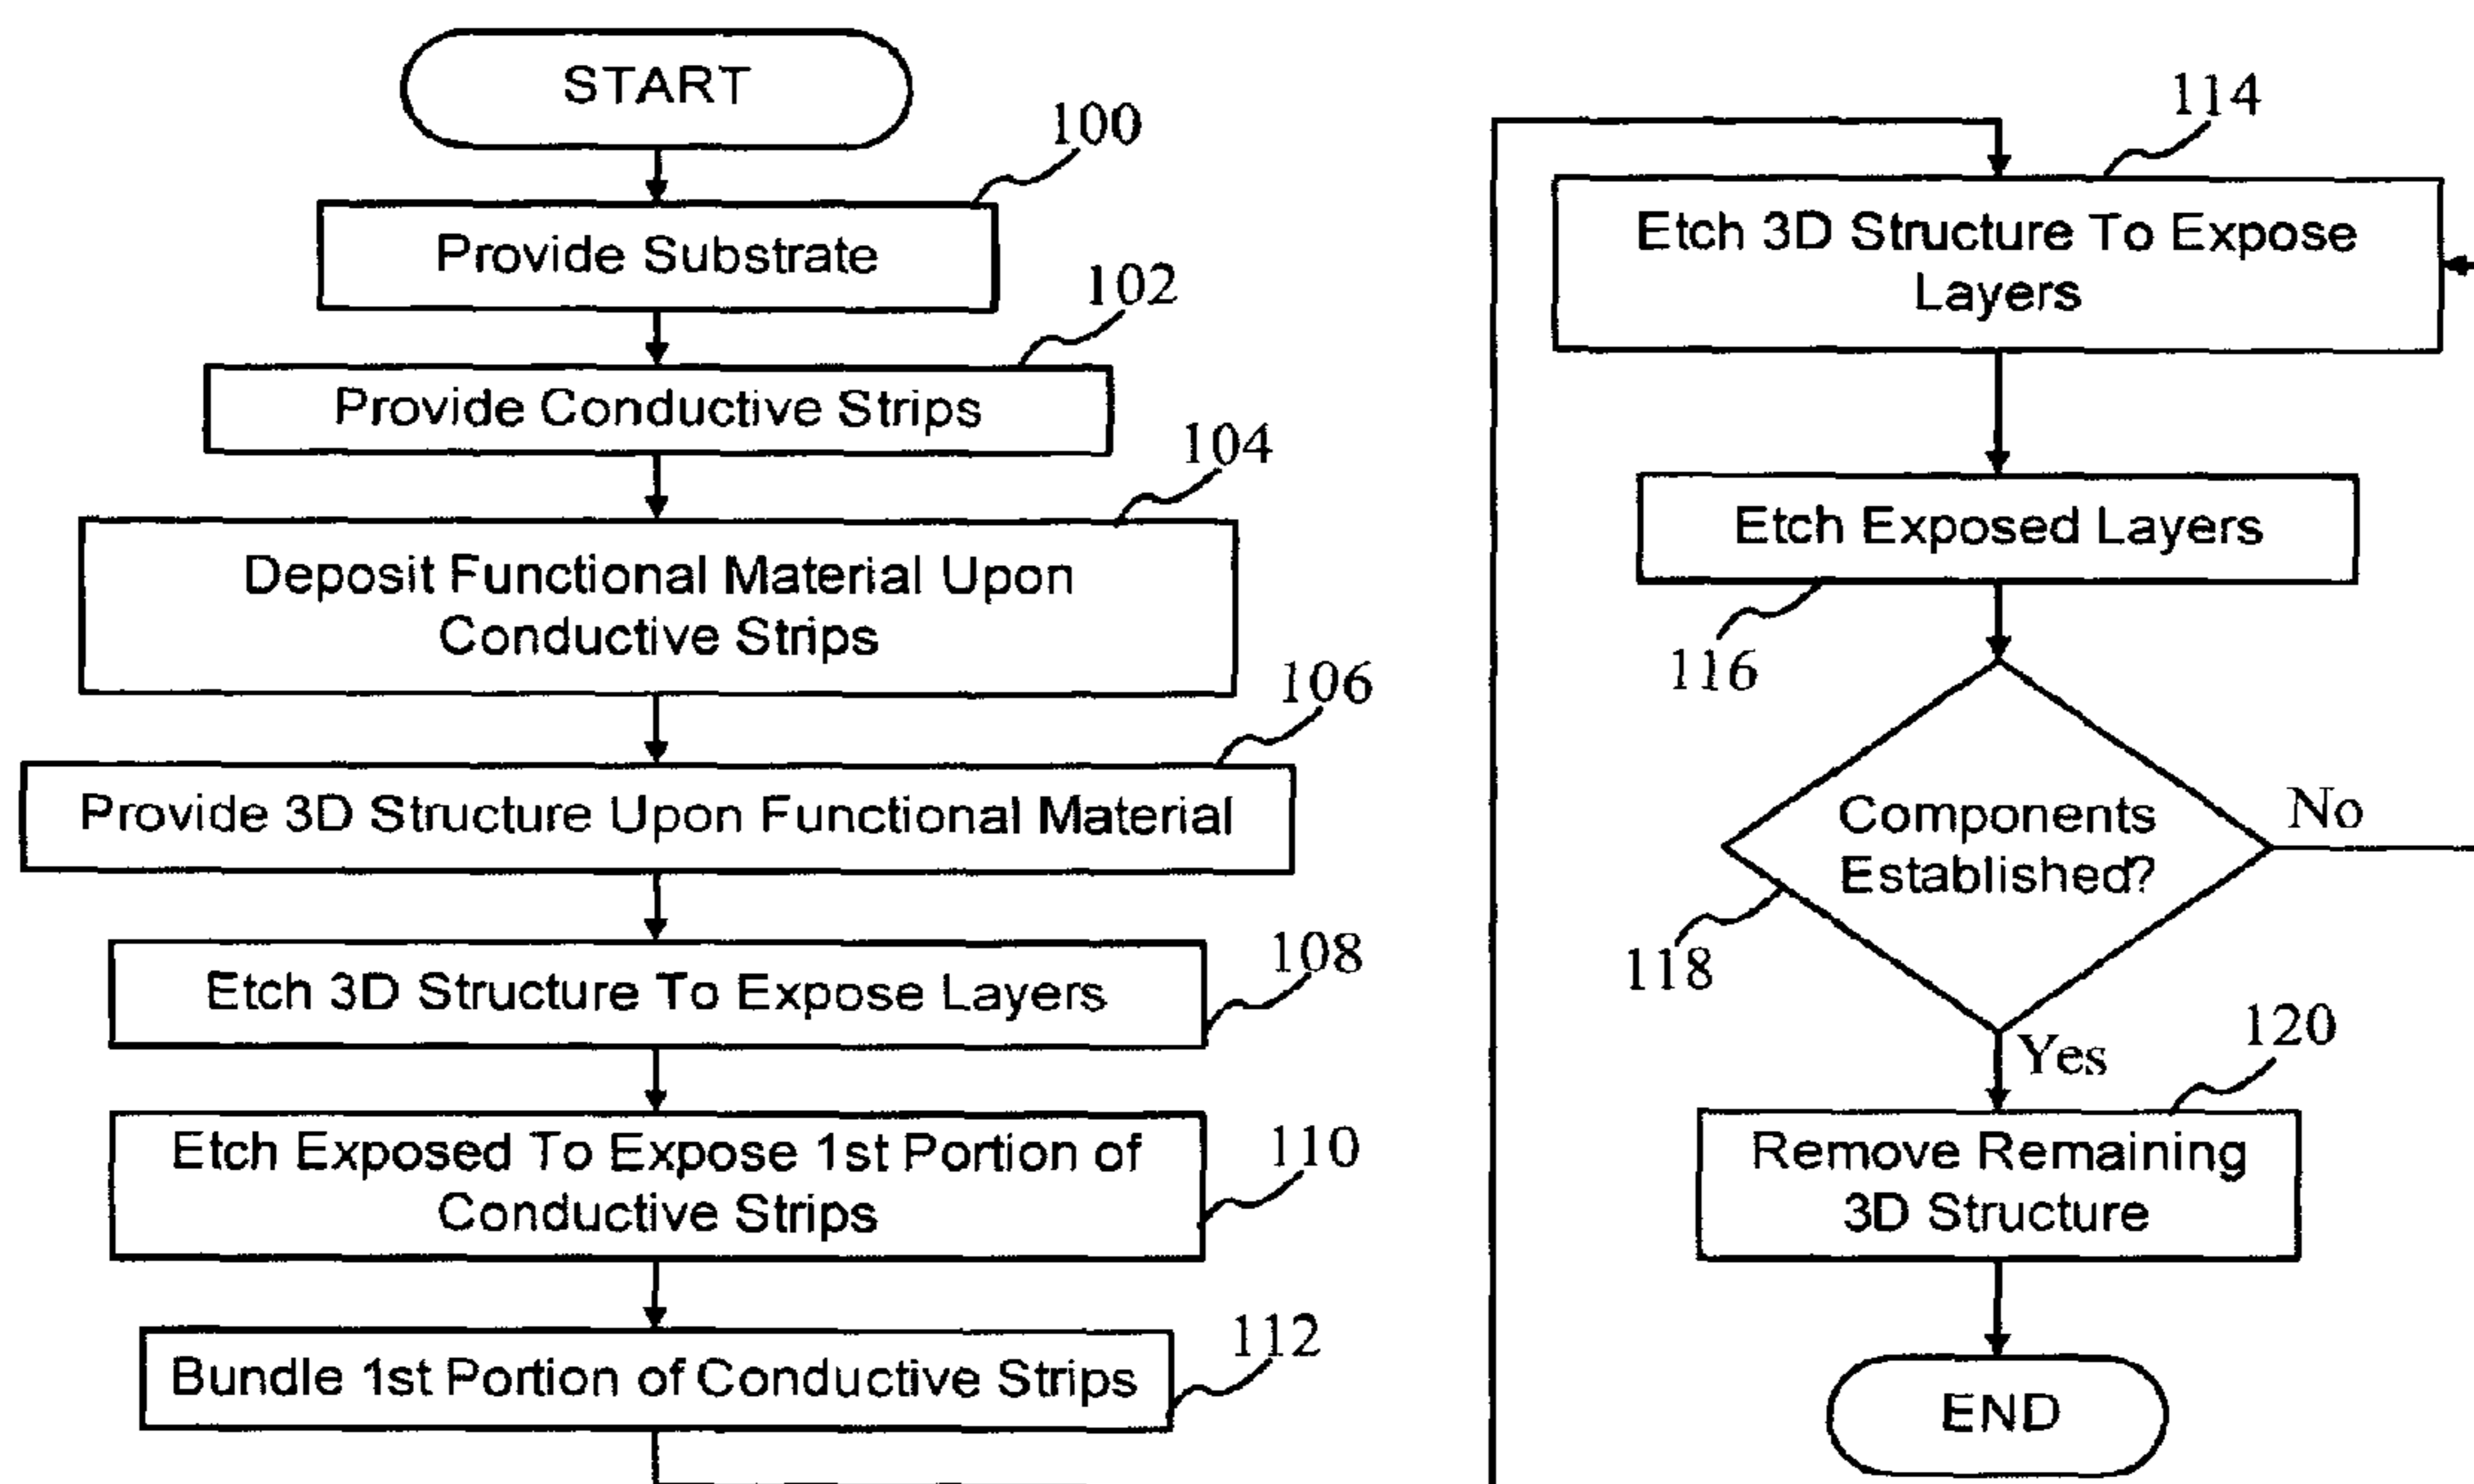 START
100
Provide Substrate
102
Provide Conductive Strips
104
Deposit Functional Material Upon
Conductive Strips
106
Provide 3D Structure Upon Functional Material
108
Etch 3D Structure To Expose Layers
110
Etch Exposed To Expose 1st Portion of
Conductive Strips
112
Bundle 1st Portion of Conductive Strips
114
Etch 3D Structure To Expose
Layers
Etch Exposed Layers
116
Components
Established?
No
118
Yes
120
Remove Remaining
3D Structure
END